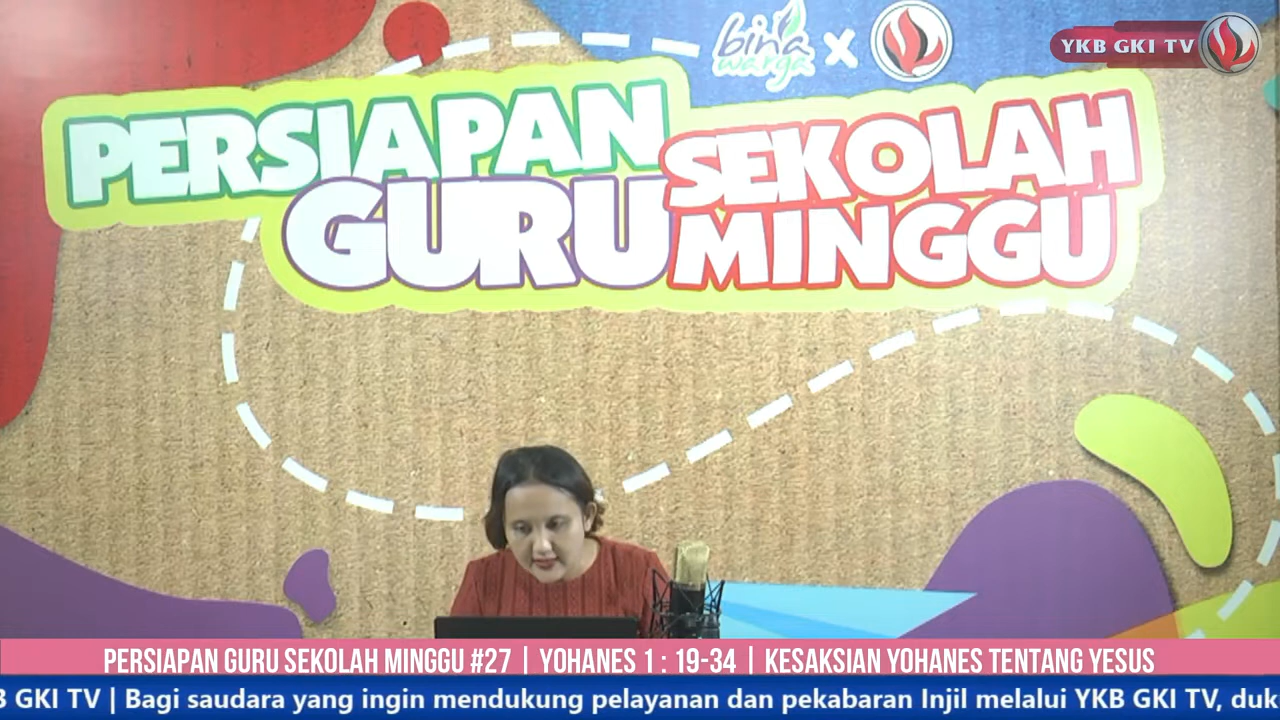 bina
warga
x
YKB GKI TV
PERSIAPAN
GURU
SEKOLAH
MINGGU
PERSIAPAN GURU SEKOLAH MINGGU #27 | YOHANES 1 : 19-34 | KESAKSIAN YOHANES TENTANG YESUS
B GKI TV | Bagi saudara yang ingin mendukung pelayanan dan pekabaran Injil melalui YKB GKI TV, duk